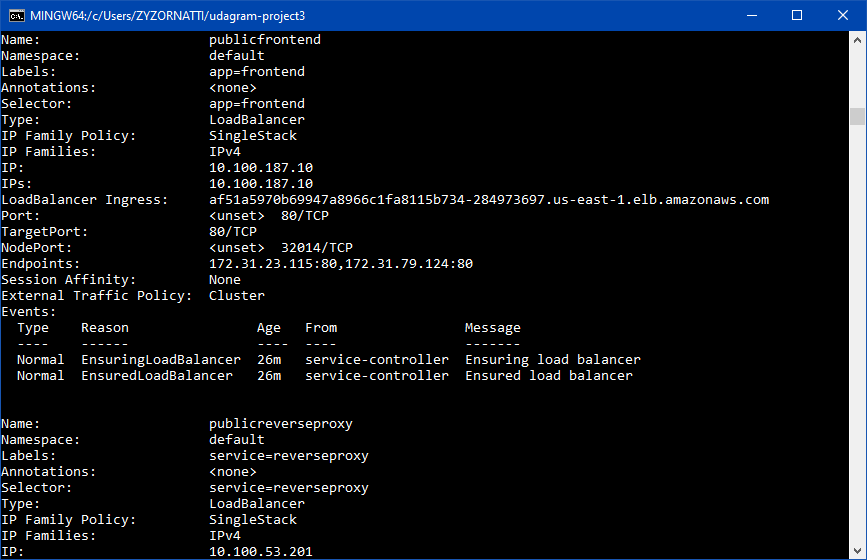 MINGW64:/c/Users/ZYZORNATTI/udagram-project3
Name: publicfrontend
Namespace: default
Labels: app=frontend
Annotations: <none>
Selector: app=frontend
Type: LoadBalancer
IP Family Policy: SingleStack
IP Families: IPv4
IP: 10.100.187.10
IPs: 10.100.187.10
LoadBalancer Ingress: af51a5970b69947a8966c1fa8115b734-284973697.us-east-1.elb.amazonaws.com
Port: <unset> 80/TCP
TargetPort: 80/TCP
NodePort: <unset> 32014/TCP
Endpoints: 172.31.23.115:80,172.31.79.124:80
Session Affinity: None
External Traffic Policy: Cluster
Events:
Type Reason Age From Message
---- ------ ---- ---- -------
Normal EnsuringLoadBalancer 26m service-controller Ensuring load balancer
Normal EnsuredLoadBalancer 26m service-controller Ensured load balancer
Name: publicreverseproxy
Namespace: default
Labels: service=reverseproxy
Annotations: <none>
Selector: service=reverseproxy
Type: LoadBalancer
IP Family Policy: SingleStack
IP Families: IPv4
IP: 10.100.53.201